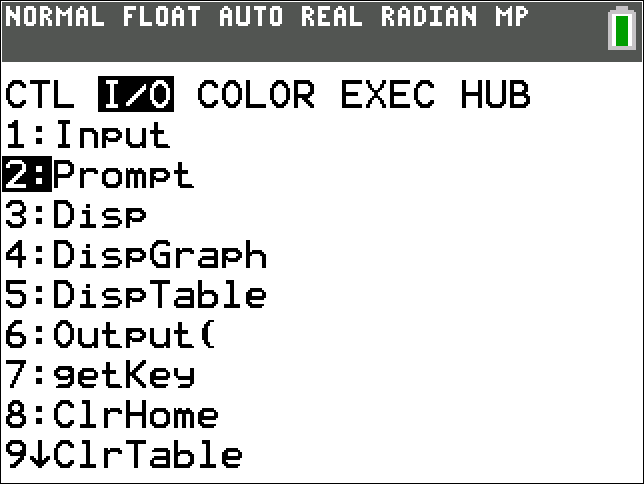 NORMAL FLOAT AUTO REAL RADIAN MP
CTL I/O COLOR EXEC HUB
1:Input
2:Prompt
3:Disp
4:DispGraph
5:DispTable
6:Output(
7:getKey
8:ClrHome
9↓ClrTable